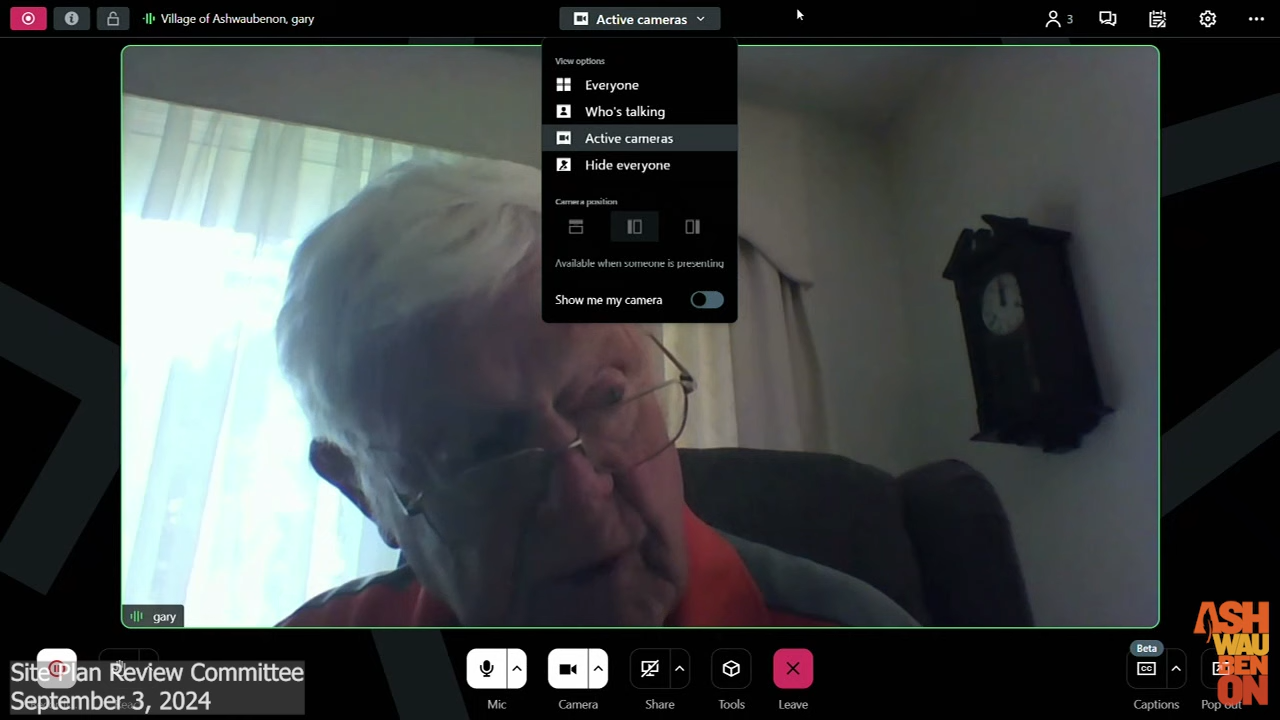 Village of Ashwaubenon, gary
Active cameras
3
View options
Everyone
Who's talking
Active cameras
Hide everyone
Camera position
Available when someone is presenting
Show me my camera
gary
Site Plan Review Committee
September 3, 2024
Mic
Camera
Share
Tools
Leave
Beta
CC
Captions
Pop out
ASH
WAU
BEN
ON